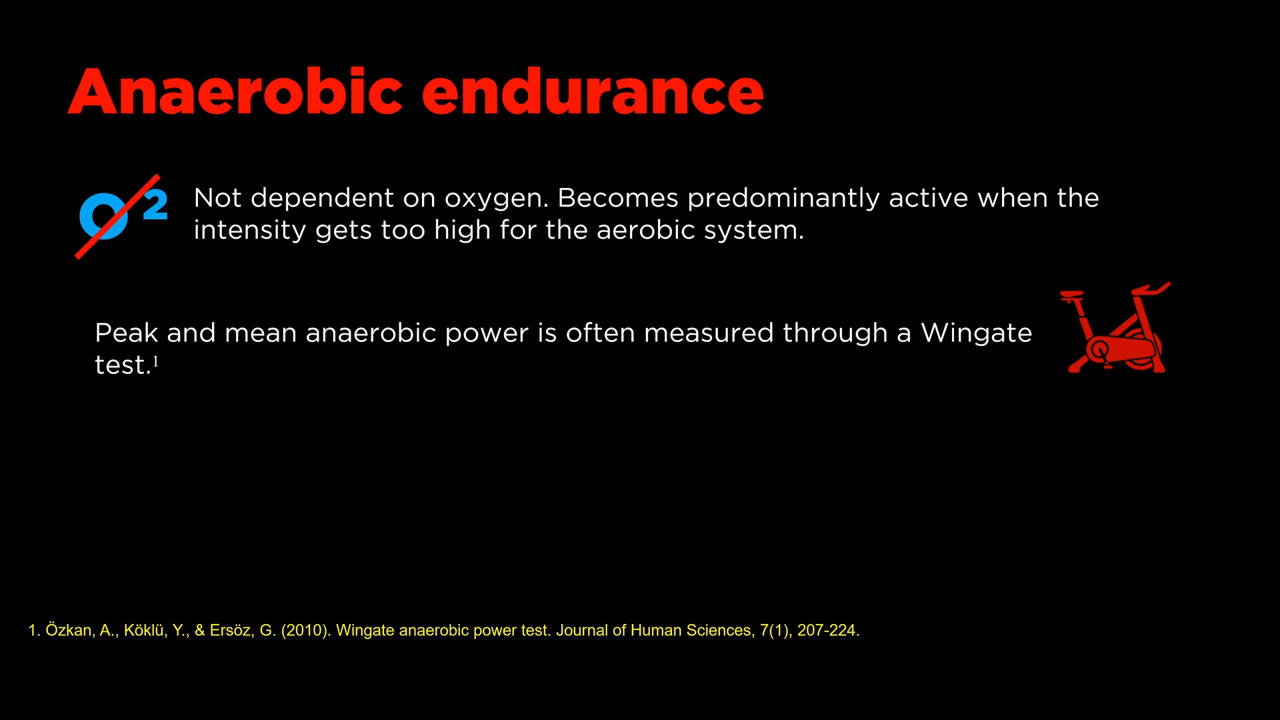 Anaerobic endurance
O 2
Not dependent on oxygen. Becomes predominantly active when the
intensity gets too high for the aerobic system.
Peak and mean anaerobic power is often measured through a Wingate
test.¹
1. Özkan, A., Köklü, Y., & Ersöz, G. (2010). Wingate anaerobic power test. Journal of Human Sciences, 7(1), 207-224.